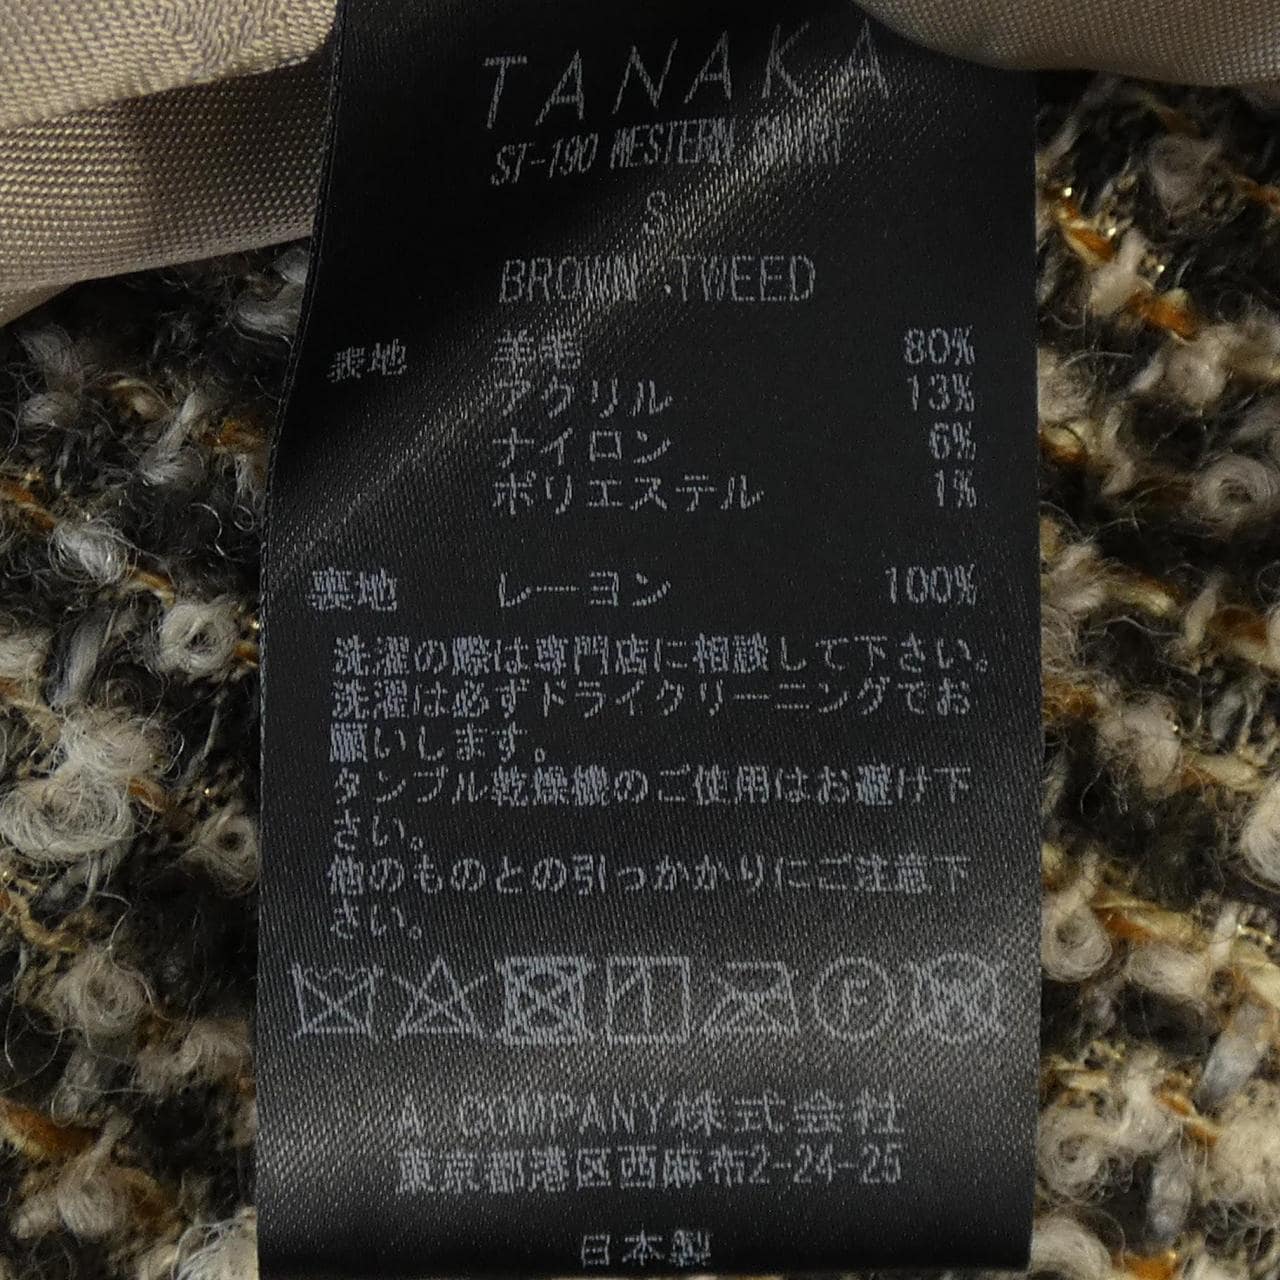 TANAKA
ST-190 WESTERN SHIRT
S
BROWN TWEED
表地 羊毛 80%
アクリル 13%
ナイロン 6%
ポリエステル 1%
裏地 レーヨン 100%
洗濯の際は専門店に相談して下さい。
洗濯は必ずドライクリーニングでお
願いします。
タンブル乾燥機のご使用はお避け下
さい。
他のものとの引っかかりにご注意下
さい。
F
A COMPANY株式会社
東京都港区西麻布2-24-25
日本製